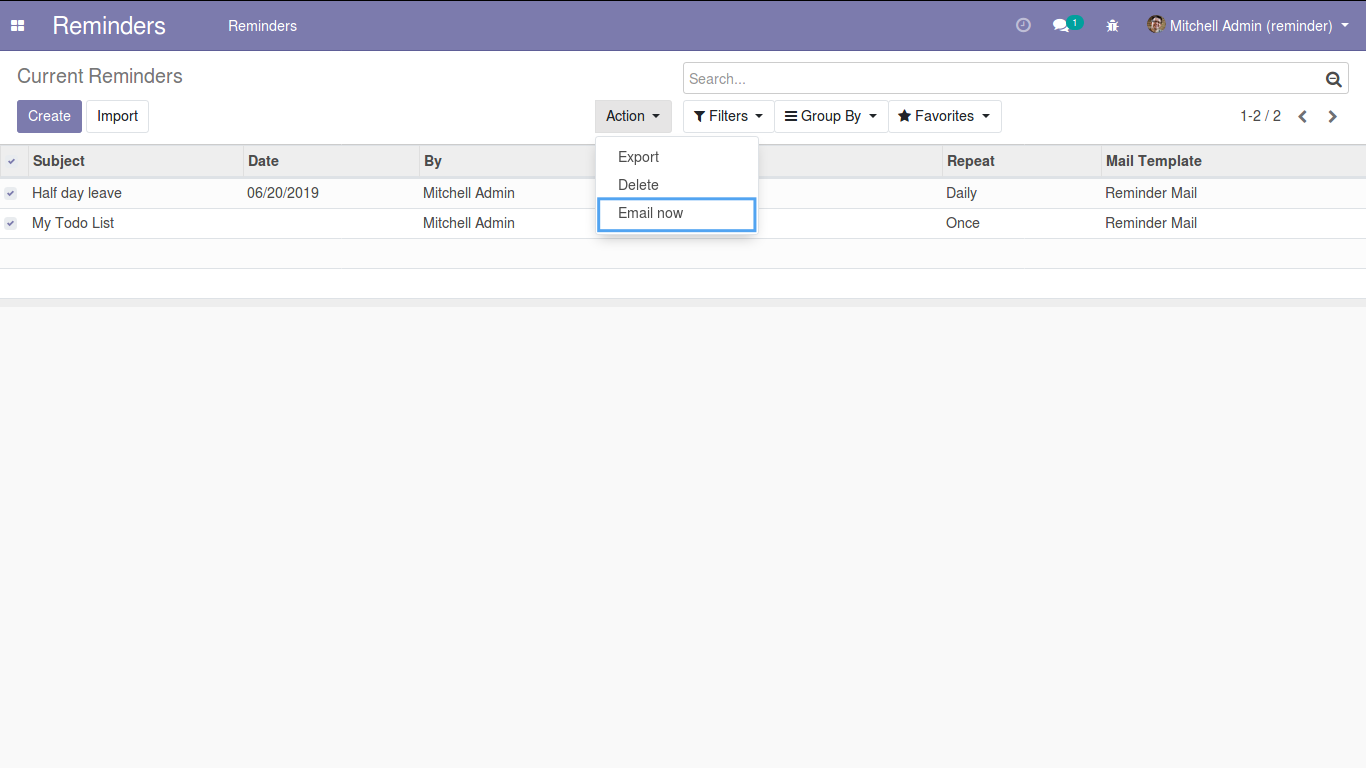 Reminders Reminders 1 Mitchell Admin (reminder)
Current Reminders
Search...
Create Import Action Filters Group By Favorites 1-2 / 2
Export
Delete
Email now
Subject Date By Repeat Mail Template
Half day leave 06/20/2019 Mitchell Admin Daily Reminder Mail
My Todo List Mitchell Admin Once Reminder Mail